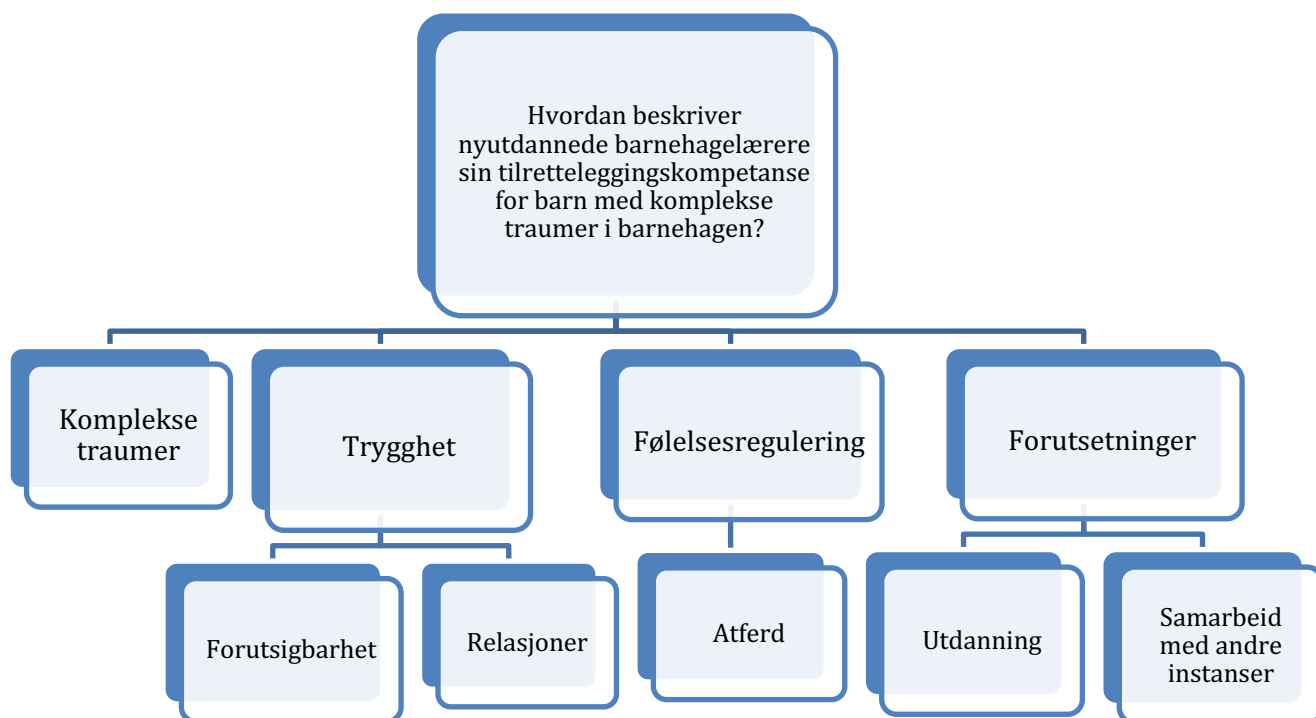 Hvordan beskriver
nyutdannede barnehagelærere
sin tilretteleggingskompetanse
for barn med komplekse
traumer i barnehagen?
Komplekse
traumer
Trygghet
Følelsesregulering
Forutsetninger
Forutsigbarhet
Relasjoner
Atferd
Utdanning
Samarbeid
med andre
instanser